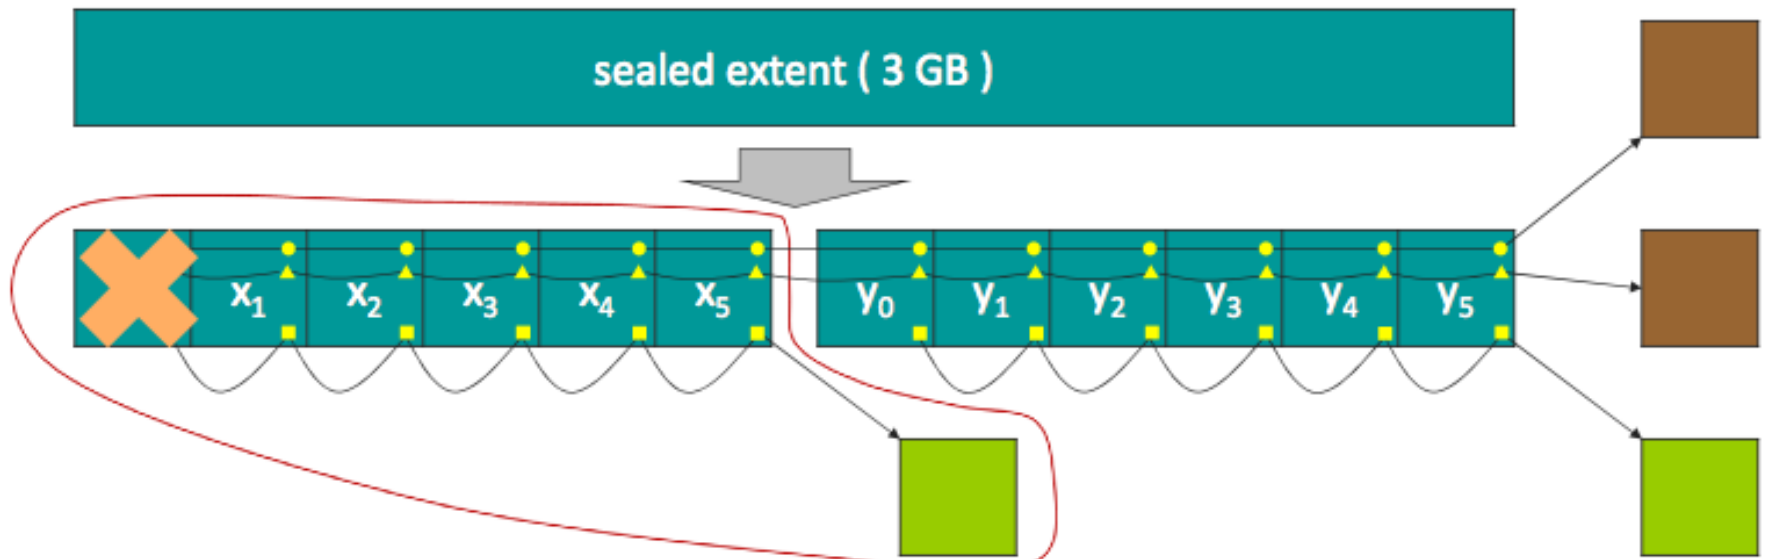 sealed extent ( 3 GB )
x₁ x₂ x₃ x₄ x₅ y₀ y₁ y₂ y₃ y₄ y₅